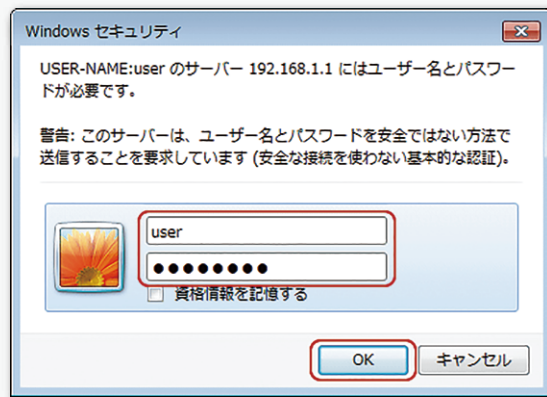 Windows セキュリティ
USER-NAME:user のサーバー 192.168.1.1 にはユーザー名とパスワー
ドが必要です。
警告: このサーバーは、ユーザー名とパスワードを安全ではない方法で
送信することを要求しています (安全な接続を使わない基本的な認証)。
user
●●●●●●●●
資格情報を記憶する
OK
キャンセル